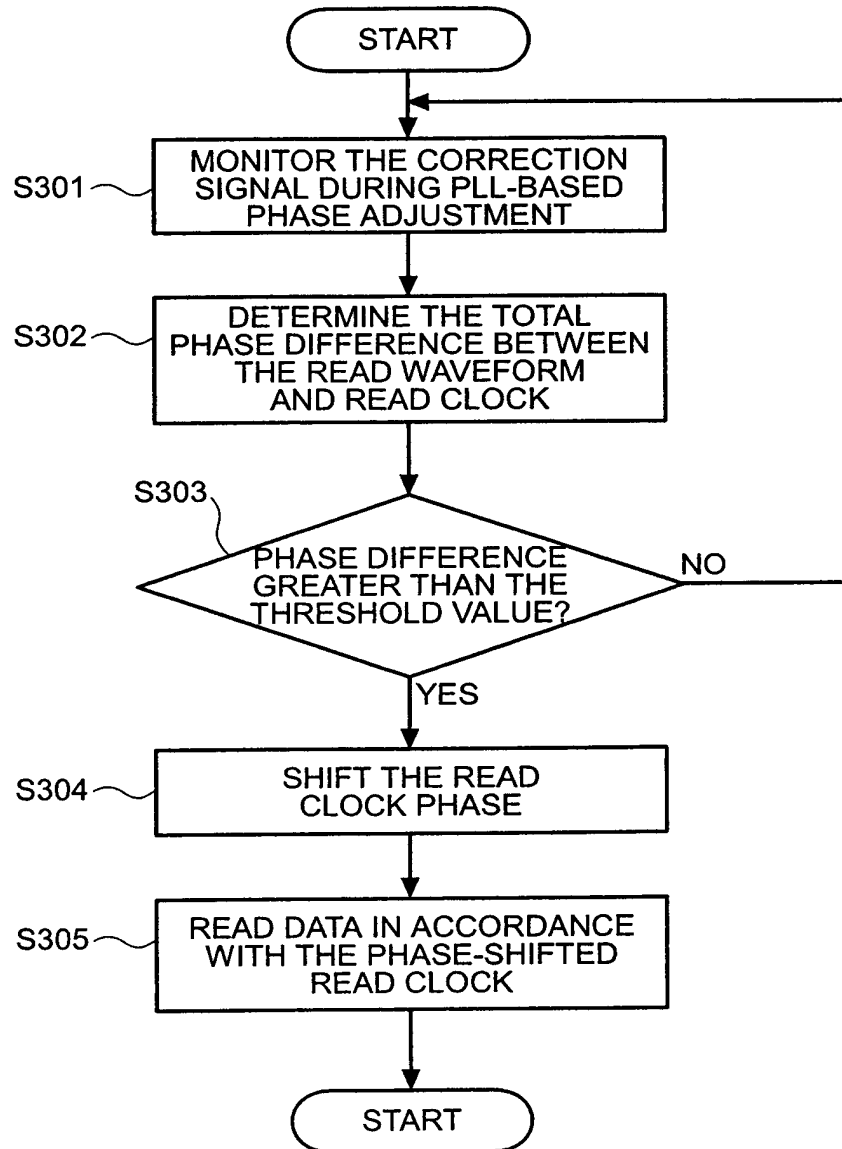 START
S301
MONITOR THE CORRECTION
SIGNAL DURING PLL-BASED
PHASE ADJUSTMENT
S302
DETERMINE THE TOTAL
PHASE DIFFERENCE BETWEEN
THE READ WAVEFORM
AND READ CLOCK
S303
PHASE DIFFERENCE
GREATER THAN THE
THRESHOLD VALUE?
NO
YES
S304
SHIFT THE READ
CLOCK PHASE
S305
READ DATA IN ACCORDANCE
WITH THE PHASE-SHIFTED
READ CLOCK
START